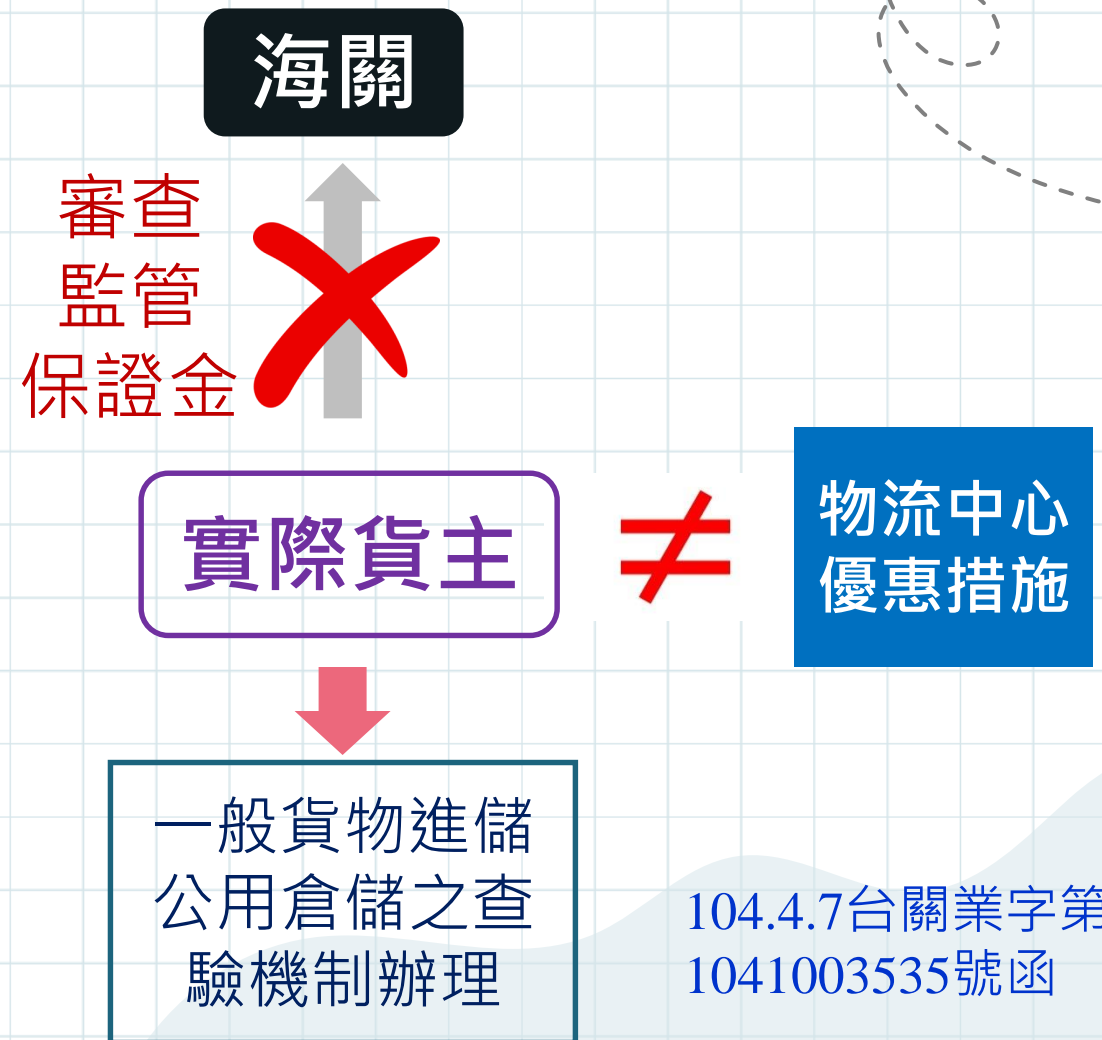 海關
審查
監管
保證金
實際貨主
≠
物流中心
優惠措施
一般貨物進儲
公用倉儲之查
驗機制辦理
104.4.7台關業字第
1041003535號函